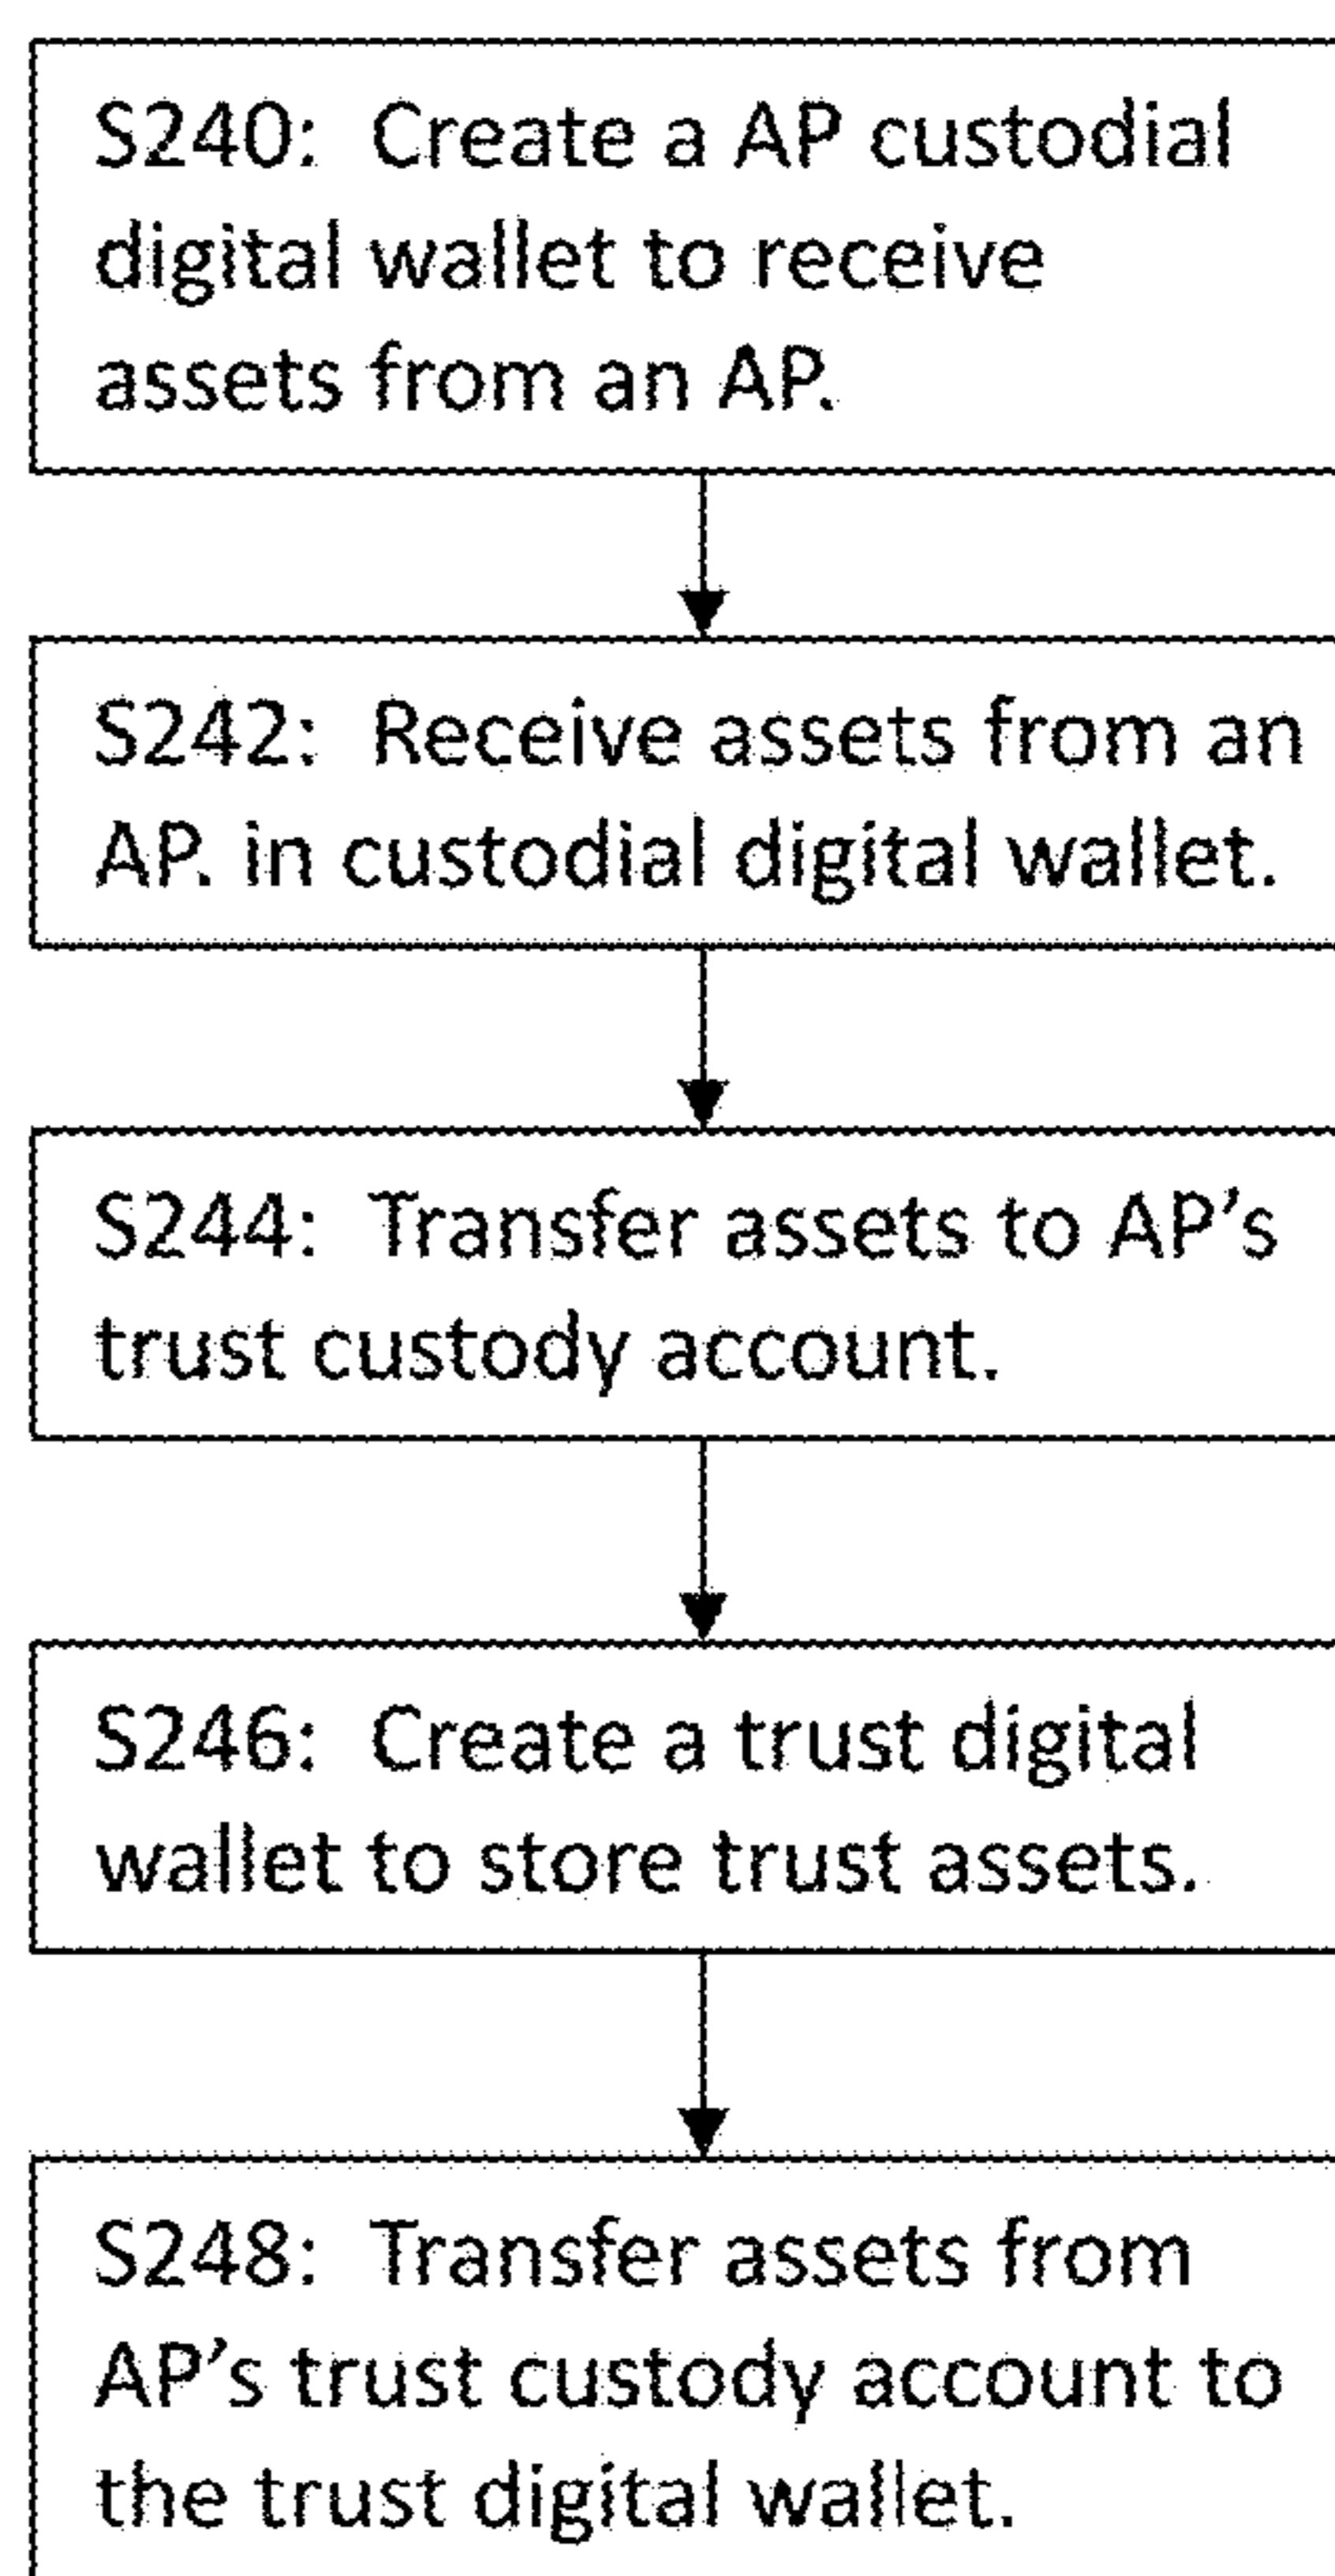 S240: Create a AP custodial
digital wallet to receive
assets from an AP.
S242: Receive assets from an
AP. in custodial digital wallet.
S244: Transfer assets to AP's
trust custody account.
S246: Create a trust digital
wallet to store trust assets.
S248: Transfer assets from
AP's trust custody account to
the trust digital wallet.